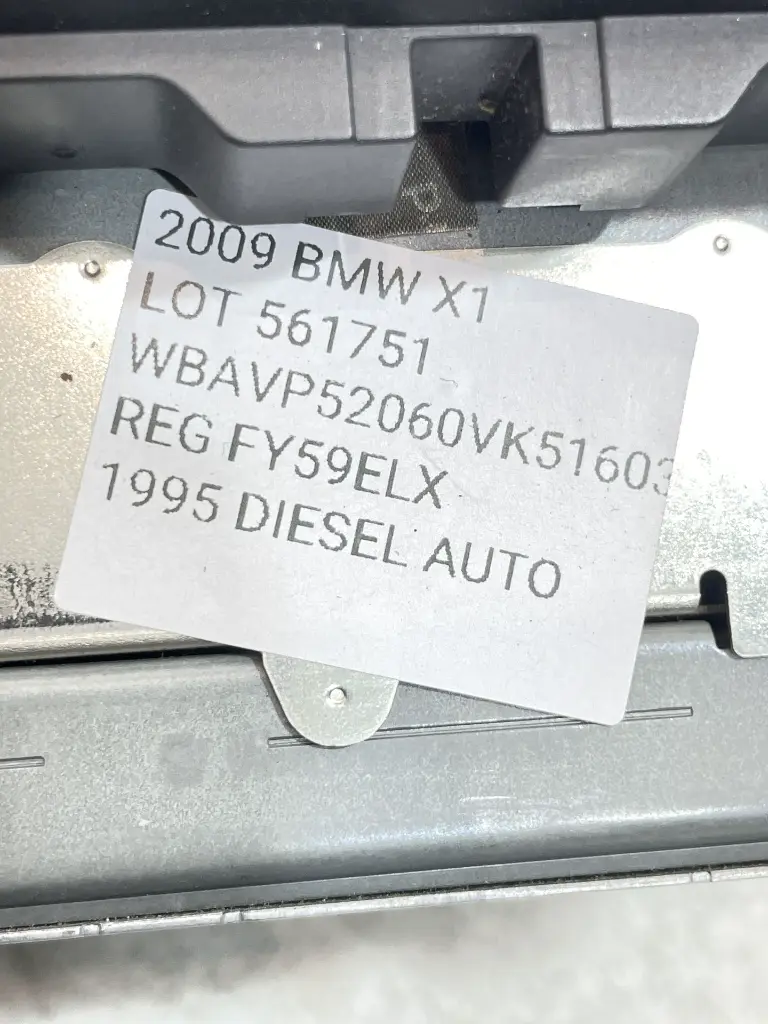 2009 BMW X1
LOT 561751
WBAVP52060VK51603
REG FY59ELX
1995 DIESEL AUTO